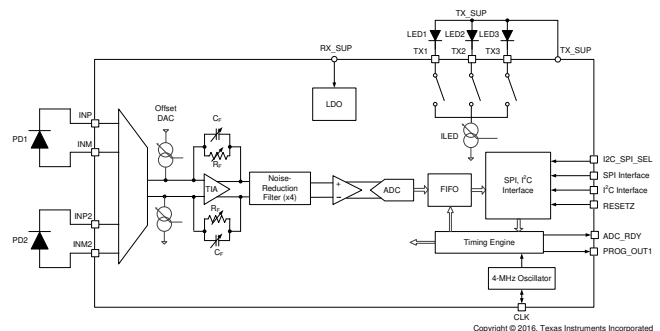 TX_SUP
LED1
LED2
LED3
RX_SUP
TX1
TX2
TX3
TX_SUP
LDO
ILED
INP
INM
PD1
Offset
DAC
CF
RF
TIA
RF
CF
Noise-
Reduction
Filter (x4)
+
–
ADC
FIFO
SPI, I2C
Interface
I2C_SPI_SEL
SPI Interface
I2C Interface
RESETZ
INP2
INM2
PD2
Timing Engine
ADC_RDY
PROG_OUT1
4-MHz Oscillator
CLK
Copyright © 2016, Texas Instruments Incorporated